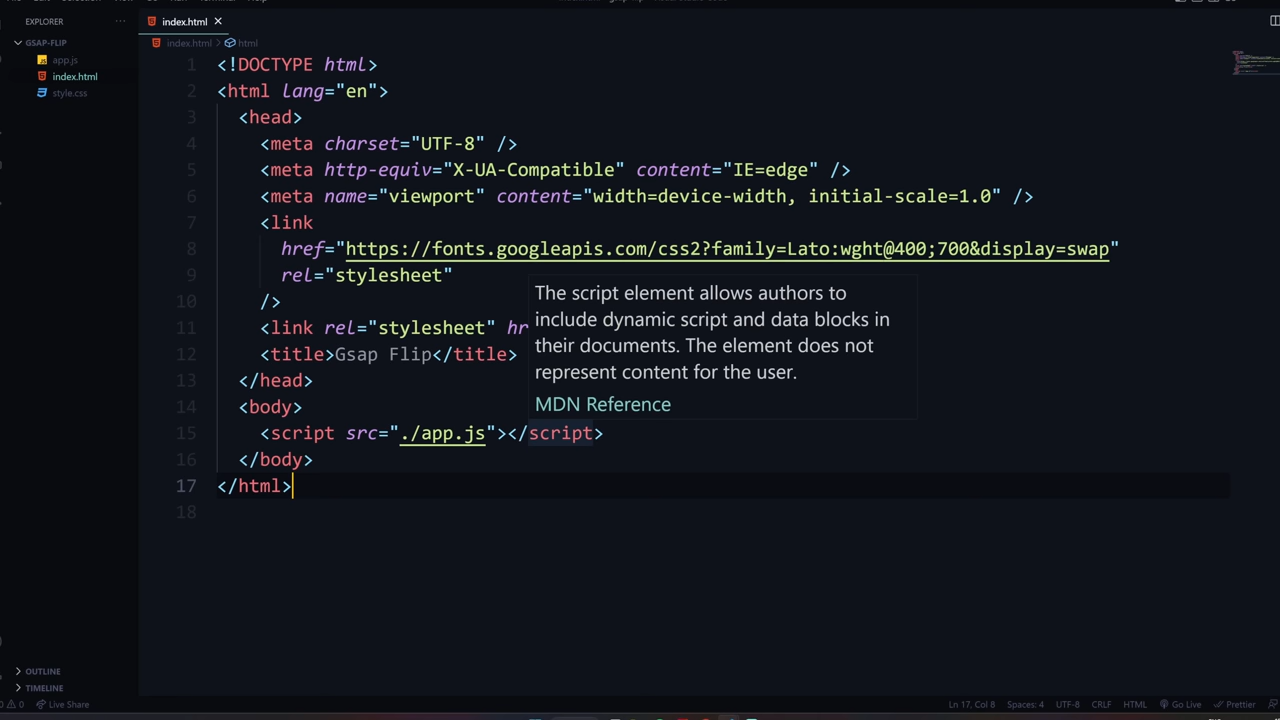 EXPLORER
GSAP-FLIP
app.js
index.html
style.css
OUTLINE
TIMELINE
index.html
index.html > html
1 <!DOCTYPE html>
2 <html lang="en">
3 <head>
4 <meta charset="UTF-8" />
5 <meta http-equiv="X-UA-Compatible" content="IE=edge" />
6 <meta name="viewport" content="width=device-width, initial-scale=1.0" />
7 <link
8 href="https://fonts.googleapis.com/css2?family=Lato:wght@400;700&display=swap"
9 rel="stylesheet"
10 />
11 <link rel="stylesheet" hr
12 <title>Gsap Flip</title>
13 </head>
14 <body>
15 <script src="./app.js"></script>
16 </body>
17 </html>
18
The script element allows authors to
include dynamic script and data blocks in
their documents. The element does not
represent content for the user.
MDN Reference
0 0 Live Share
Ln 17, Col 8 Spaces: 4 UTF-8 CRLF HTML Go Live Prettier